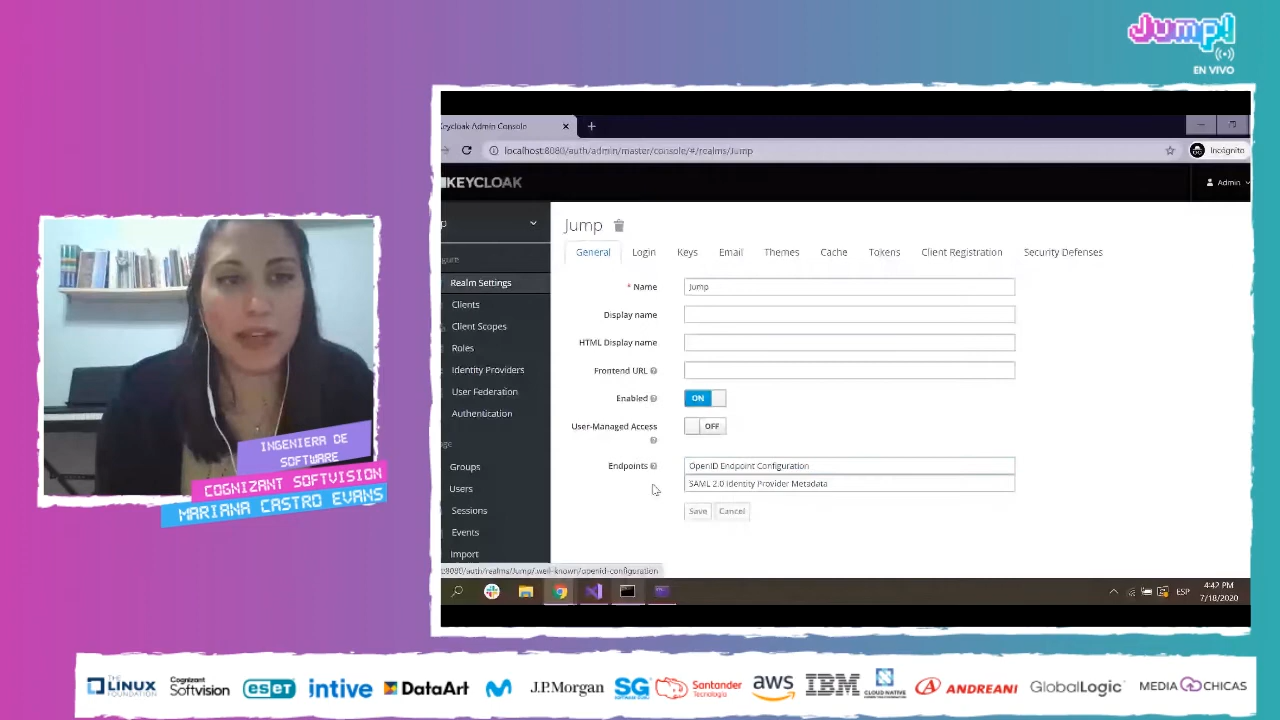 Jump!
EN VIVO
Keycloak Admin Console
localhost:8080/auth/admin/master/console/#/realms/Jump
Incógnito
KEYCLOAK
Admin
p
Jump
General Login Keys Email Themes Cache Tokens Client Registration Security Defenses
gure
Realm Settings
Clients
Client Scopes
Roles
Identity Providers
User Federation
Authentication
age
Groups
Users
Sessions
Events
Import
* Name Jump
Display name
HTML Display name
Frontend URL
Enabled ON
User-Managed Access OFF
Endpoints OpenID Endpoint Configuration
SAML 2.0 Identity Provider Metadata
Save Cancel
:8080/auth/realms/Jump/.well-known/openid-configuration
ESP
4:42 PM
7/18/2020
INGENIERA DE
SOFTWARE
COGNIZANT SOFTVISION
MARIANA CASTRO EVANS
THE LINUX FOUNDATION
Cognizant Softvision
eset
intive
DataArt
J.P.Morgan
SG
Santander Tecnología
aws
IBM
CLOUD NATIVE
ANDREANI
GlobalLogic
MEDIA CHICAS